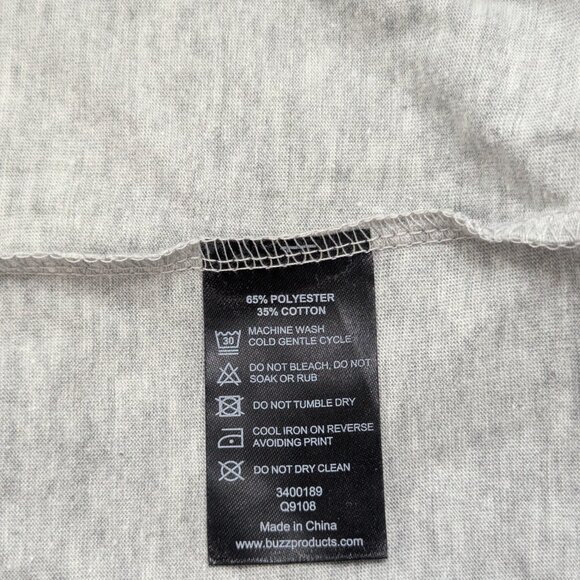 65% POLYESTER
35% COTTON
30
MACHINE WASH
COLD GENTLE CYCLE
DO NOT BLEACH, DO NOT
SOAK OR RUB
DO NOT TUMBLE DRY
COOL IRON ON REVERSE
AVOIDING PRINT
DO NOT DRY CLEAN
3400189
Q9108
Made in China
www.buzzproducts.com